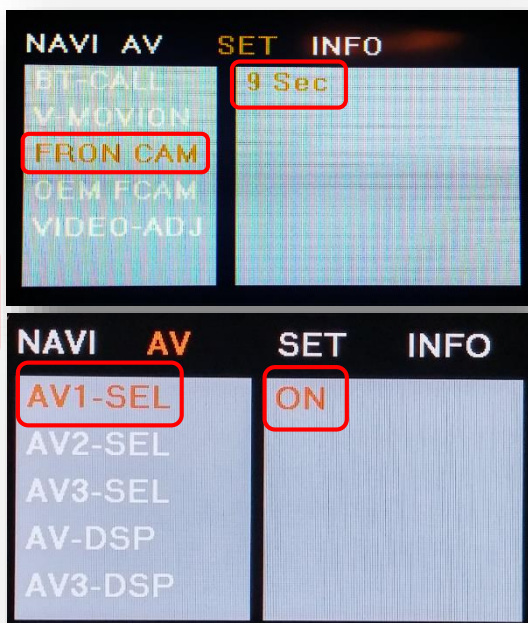 NAVI AV SET INFO
BT-CALL 9 Sec
V-MOVION
FRON CAM
OEM FCAM
VIDEO-ADJ
NAVI AV SET INFO
AV1-SEL ON
AV2-SEL
AV3-SEL
AV-DSP
AV3-DSP